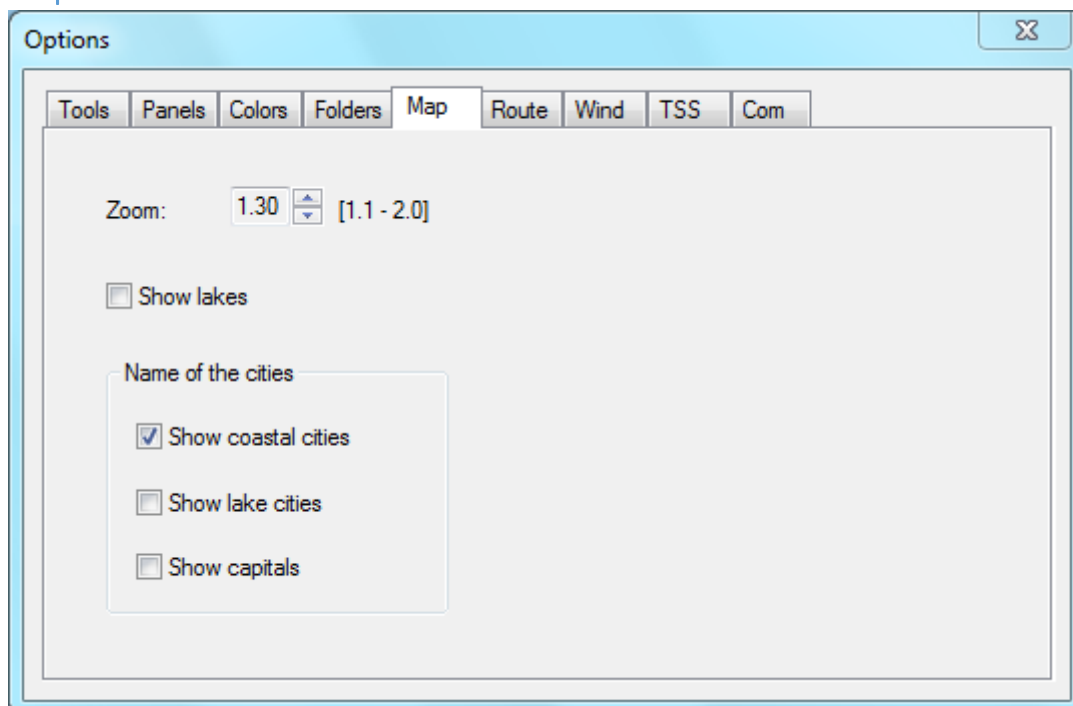 Options
Tools Panels Colors Folders Map Route Wind TSS Com
Zoom: 1.30 [1.1 - 2.0]
Show lakes
Name of the cities
Show coastal cities
Show lake cities
Show capitals